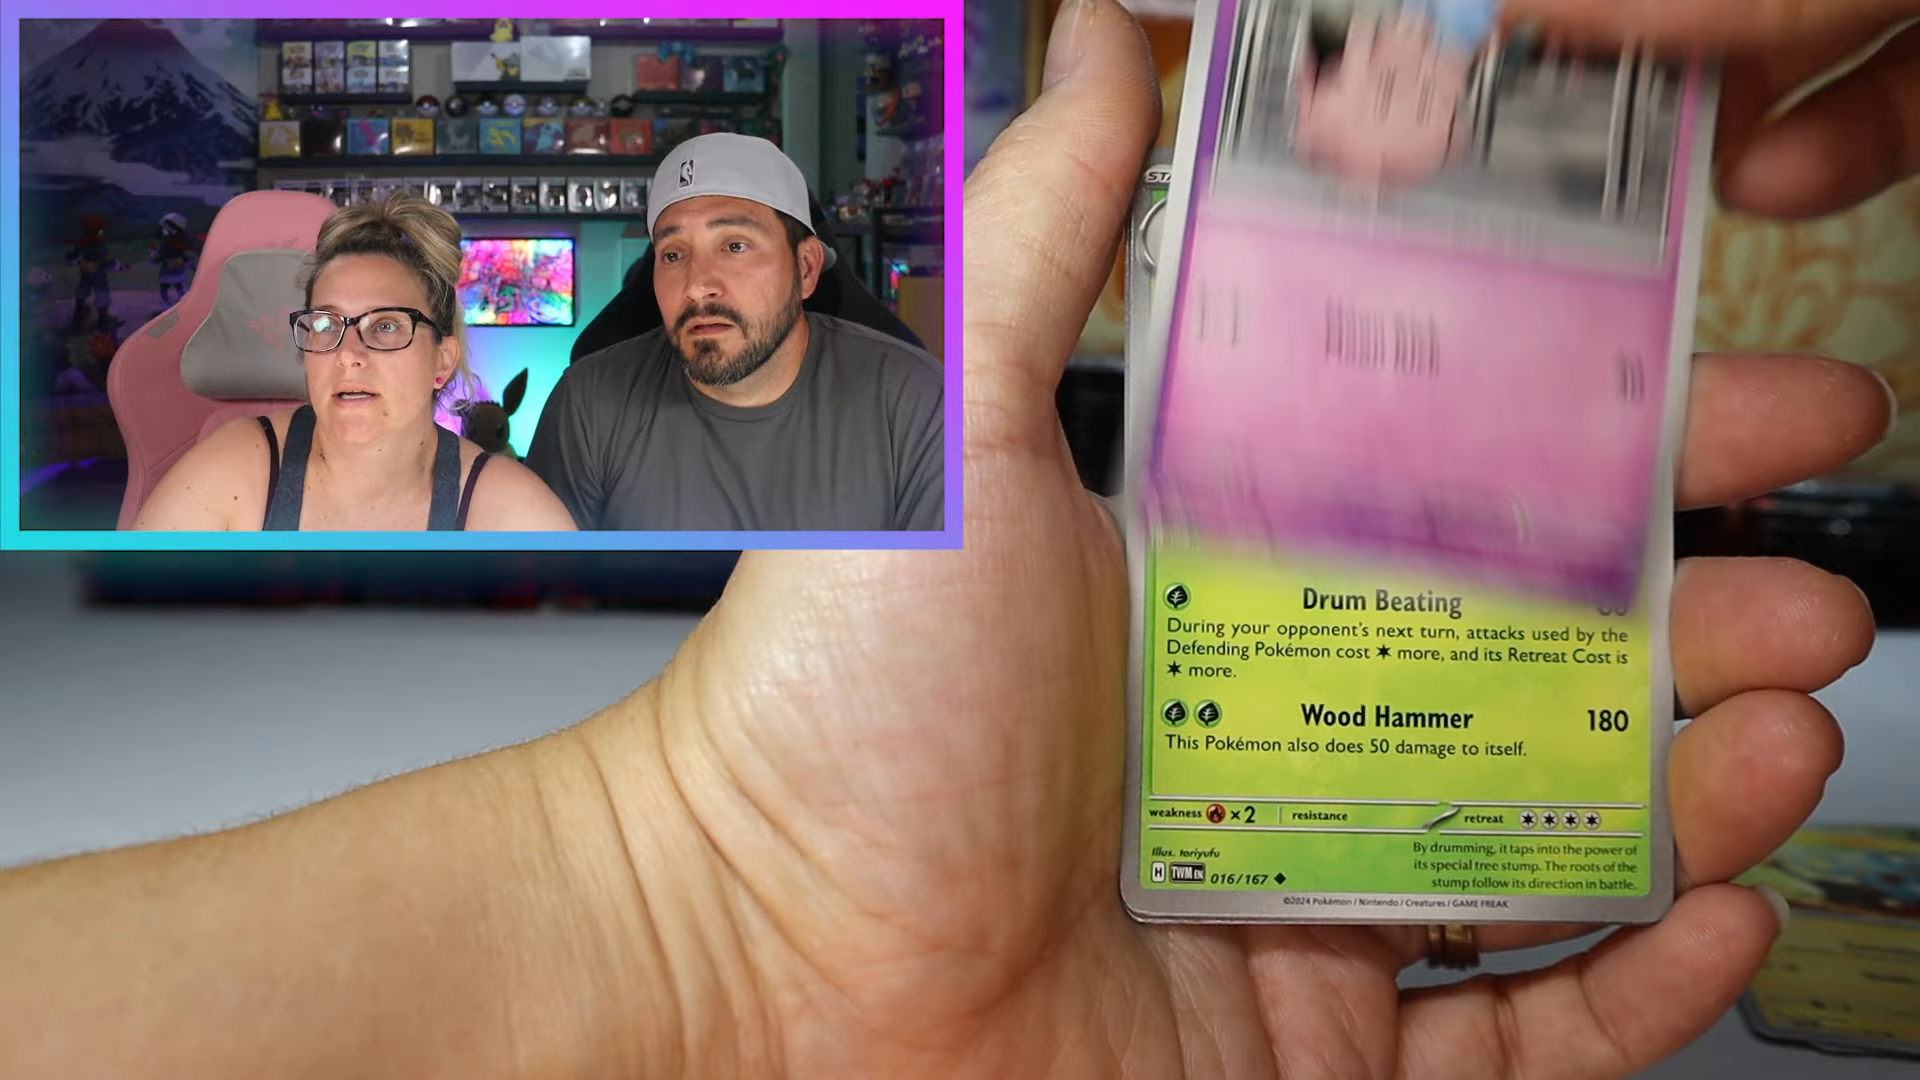 STA
Drum Beating
During your opponent's next turn, attacks used by the
Defending Pokémon cost ✶ more, and its Retreat Cost is
✶ more.
Wood Hammer 180
This Pokémon also does 50 damage to itself.
weakness ×2 resistance retreat
Illus. toriyufu
H TWM EN 016/167 ◆
By drumming, it taps into the power of
its special tree stump. The roots of the
stump follow its direction in battle.
©2024 Pokémon / Nintendo / Creatures / GAME FREAK